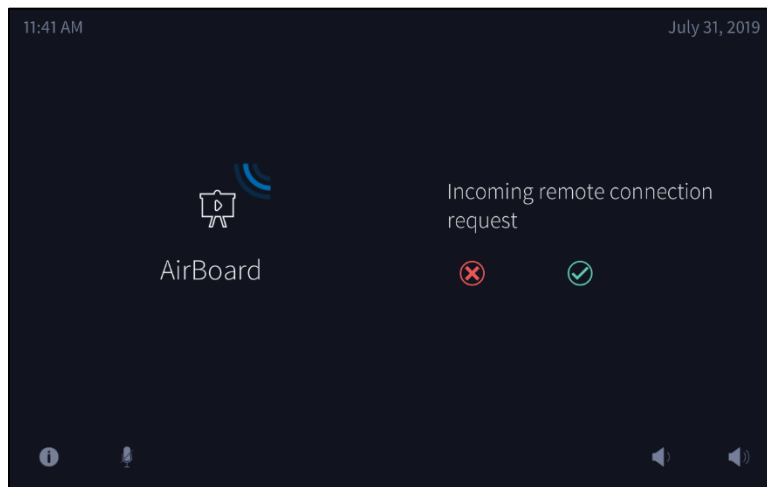 11:41 AM
July 31, 2019
Incoming remote connection
request
AirBoard